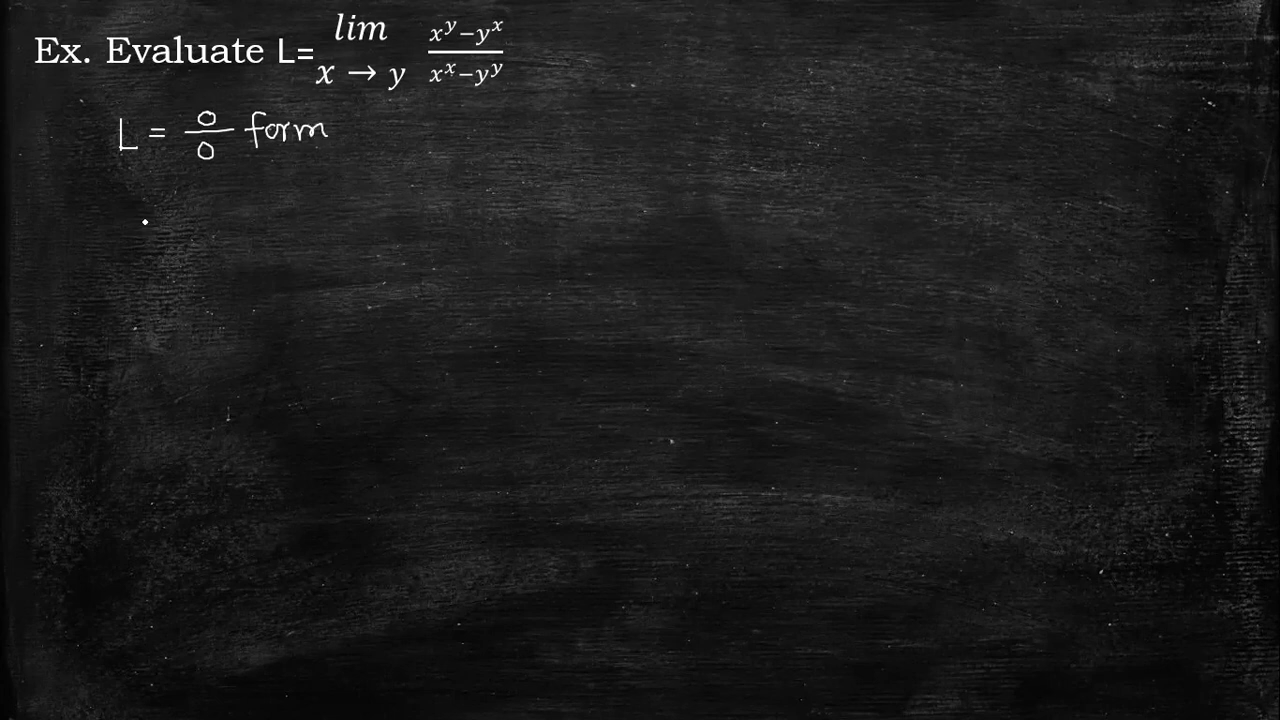 Ex. Evaluate L= lim x → y x^y − y^x / x^x − y^y
L = 0/0 form